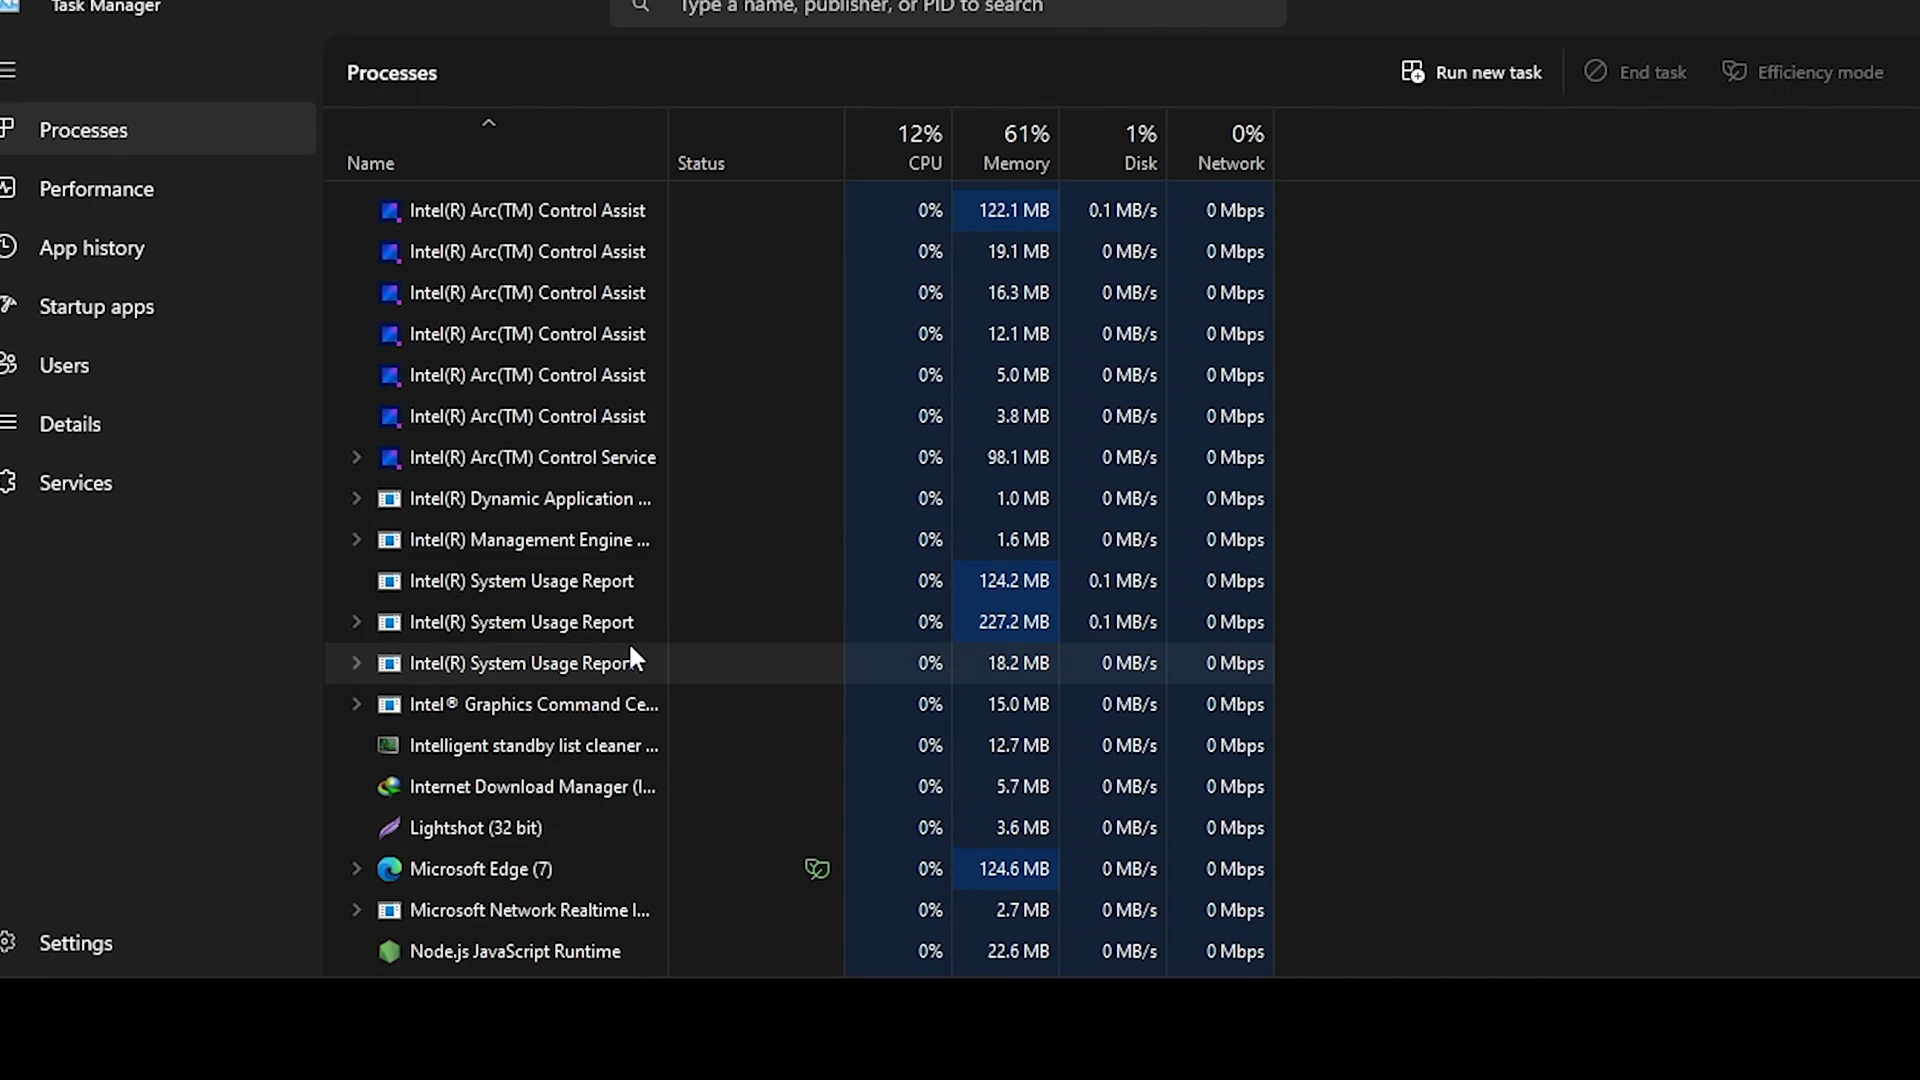 Task Manager
Type a name, publisher, or PID to search
Processes
Run new task
End task
Efficiency mode
Processes
Performance
App history
Startup apps
Users
Details
Services
Settings
12% 61% 1% 0%
Name Status CPU Memory Disk Network
Intel(R) Arc(TM) Control Assist 0% 122.1 MB 0.1 MB/s 0 Mbps
Intel(R) Arc(TM) Control Assist 0% 19.1 MB 0 MB/s 0 Mbps
Intel(R) Arc(TM) Control Assist 0% 16.3 MB 0 MB/s 0 Mbps
Intel(R) Arc(TM) Control Assist 0% 12.1 MB 0 MB/s 0 Mbps
Intel(R) Arc(TM) Control Assist 0% 5.0 MB 0 MB/s 0 Mbps
Intel(R) Arc(TM) Control Assist 0% 3.8 MB 0 MB/s 0 Mbps
Intel(R) Arc(TM) Control Service 0% 98.1 MB 0 MB/s 0 Mbps
Intel(R) Dynamic Application ... 0% 1.0 MB 0 MB/s 0 Mbps
Intel(R) Management Engine ... 0% 1.6 MB 0 MB/s 0 Mbps
Intel(R) System Usage Report 0% 124.2 MB 0.1 MB/s 0 Mbps
Intel(R) System Usage Report 0% 227.2 MB 0.1 MB/s 0 Mbps
Intel(R) System Usage Report 0% 18.2 MB 0 MB/s 0 Mbps
Intel® Graphics Command Ce... 0% 15.0 MB 0 MB/s 0 Mbps
Intelligent standby list cleaner ... 0% 12.7 MB 0 MB/s 0 Mbps
Internet Download Manager (I... 0% 5.7 MB 0 MB/s 0 Mbps
Lightshot (32 bit) 0% 3.6 MB 0 MB/s 0 Mbps
Microsoft Edge (7) 0% 124.6 MB 0 MB/s 0 Mbps
Microsoft Network Realtime I... 0% 2.7 MB 0 MB/s 0 Mbps
Node.js JavaScript Runtime 0% 22.6 MB 0 MB/s 0 Mbps